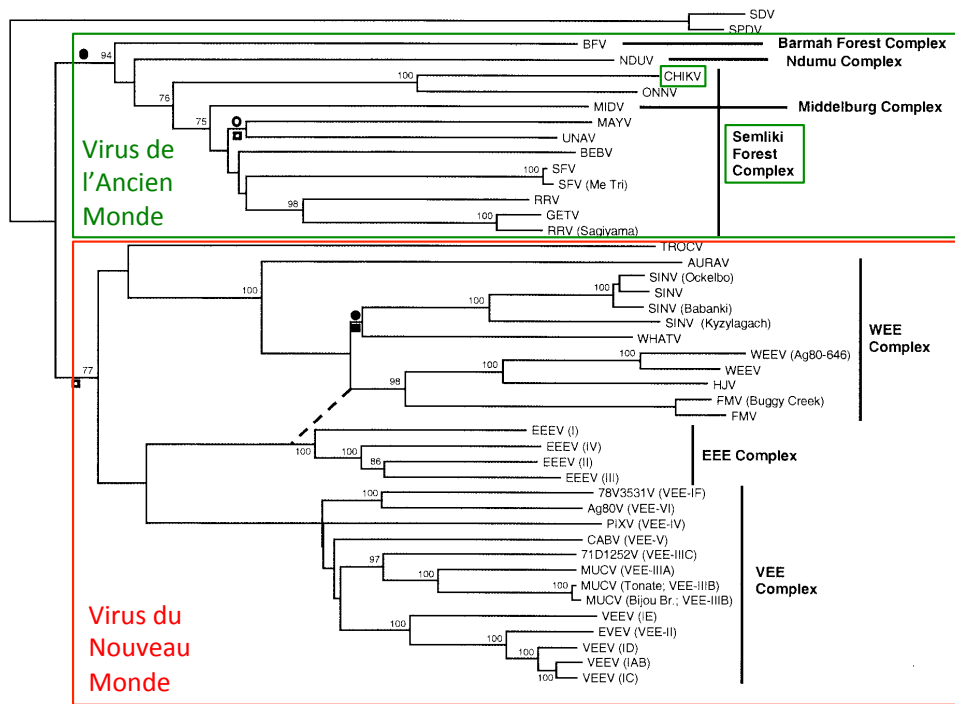 SDV
SPDV
94
BFV
Barmah Forest Complex
NDUV
Ndumu Complex
100
CHIKV
ONNV
76
MIDV
Middelburg Complex
75
MAYV
UNAV
Semliki
Forest
Complex
BEBV
100
SFV
SFV (Me Tri)
98
RRV
100
GETV
RRV (Sagiyama)
Virus de
l'Ancien
Monde
TROCV
AURAV
100
SINV (Ockelbo)
100
100
SINV
SINV (Babanki)
SINV (Kyzylagach)
WHATV
WEE
Complex
77
100
WEEV (Ag80-646)
100
WEEV
98
HJV
FMV (Buggy Creek)
FMV
EEEV (I)
100
100
EEEV (IV)
86
EEEV (II)
EEEV (III)
EEE Complex
100
78V3531V (VEE-IF)
Ag80V (VEE-VI)
PIXV (VEE-IV)
CABV (VEE-V)
97
71D1252V (VEE-IIIC)
100
MUCV (VEE-IIIA)
100
MUCV (Tonate; VEE-IIIB)
MUCV (Bijou Br.; VEE-IIIB)
VEE
Complex
VEEV (IE)
100
EVEV (VEE-II)
100
VEEV (ID)
VEEV (IAB)
100
VEEV (IC)
Virus du
Nouveau
Monde